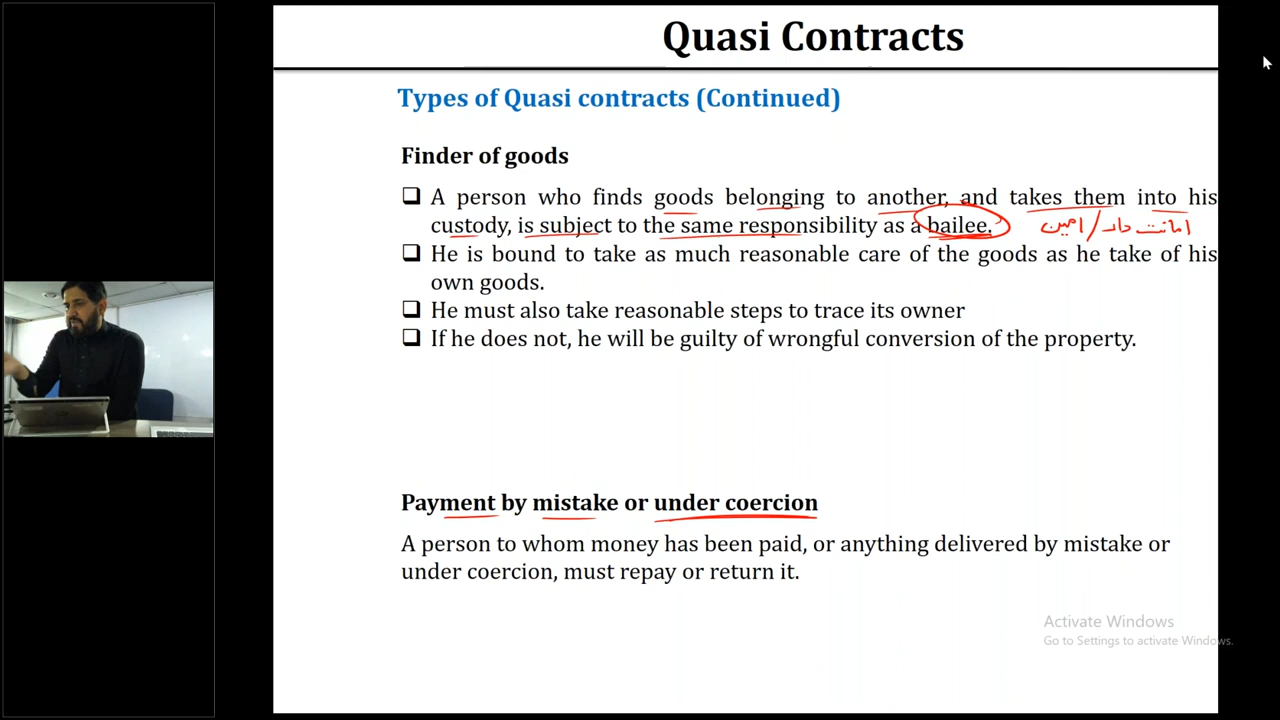 Quasi Contracts
Types of Quasi contracts (Continued)
Finder of goods
❑ A person who finds goods belonging to another, and takes them into his
custody, is subject to the same responsibility as a bailee. امانت دار / امین
❑ He is bound to take as much reasonable care of the goods as he take of his
own goods.
❑ He must also take reasonable steps to trace its owner
❑ If he does not, he will be guilty of wrongful conversion of the property.
Payment by mistake or under coercion
A person to whom money has been paid, or anything delivered by mistake or
under coercion, must repay or return it.
Activate Windows
Go to Settings to activate Windows.